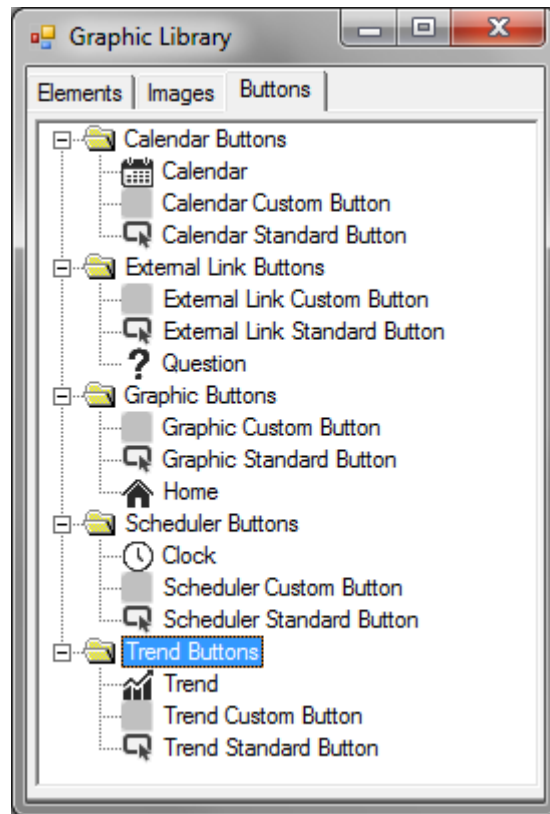 Graphic Library
Elements Images Buttons
Calendar Buttons
Calendar
Calendar Custom Button
Calendar Standard Button
External Link Buttons
External Link Custom Button
External Link Standard Button
Question
Graphic Buttons
Graphic Custom Button
Graphic Standard Button
Home
Scheduler Buttons
Clock
Scheduler Custom Button
Scheduler Standard Button
Trend Buttons
Trend
Trend Custom Button
Trend Standard Button